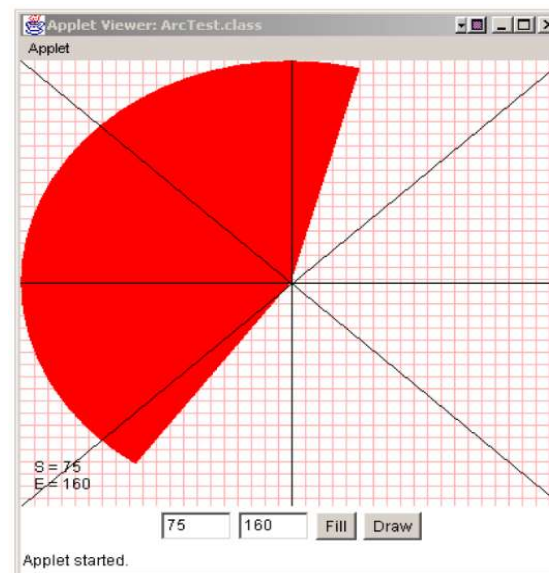 Applet Viewer: ArcTest.class
Applet
S = 75
E = 160
75 160 Fill Draw
Applet started.